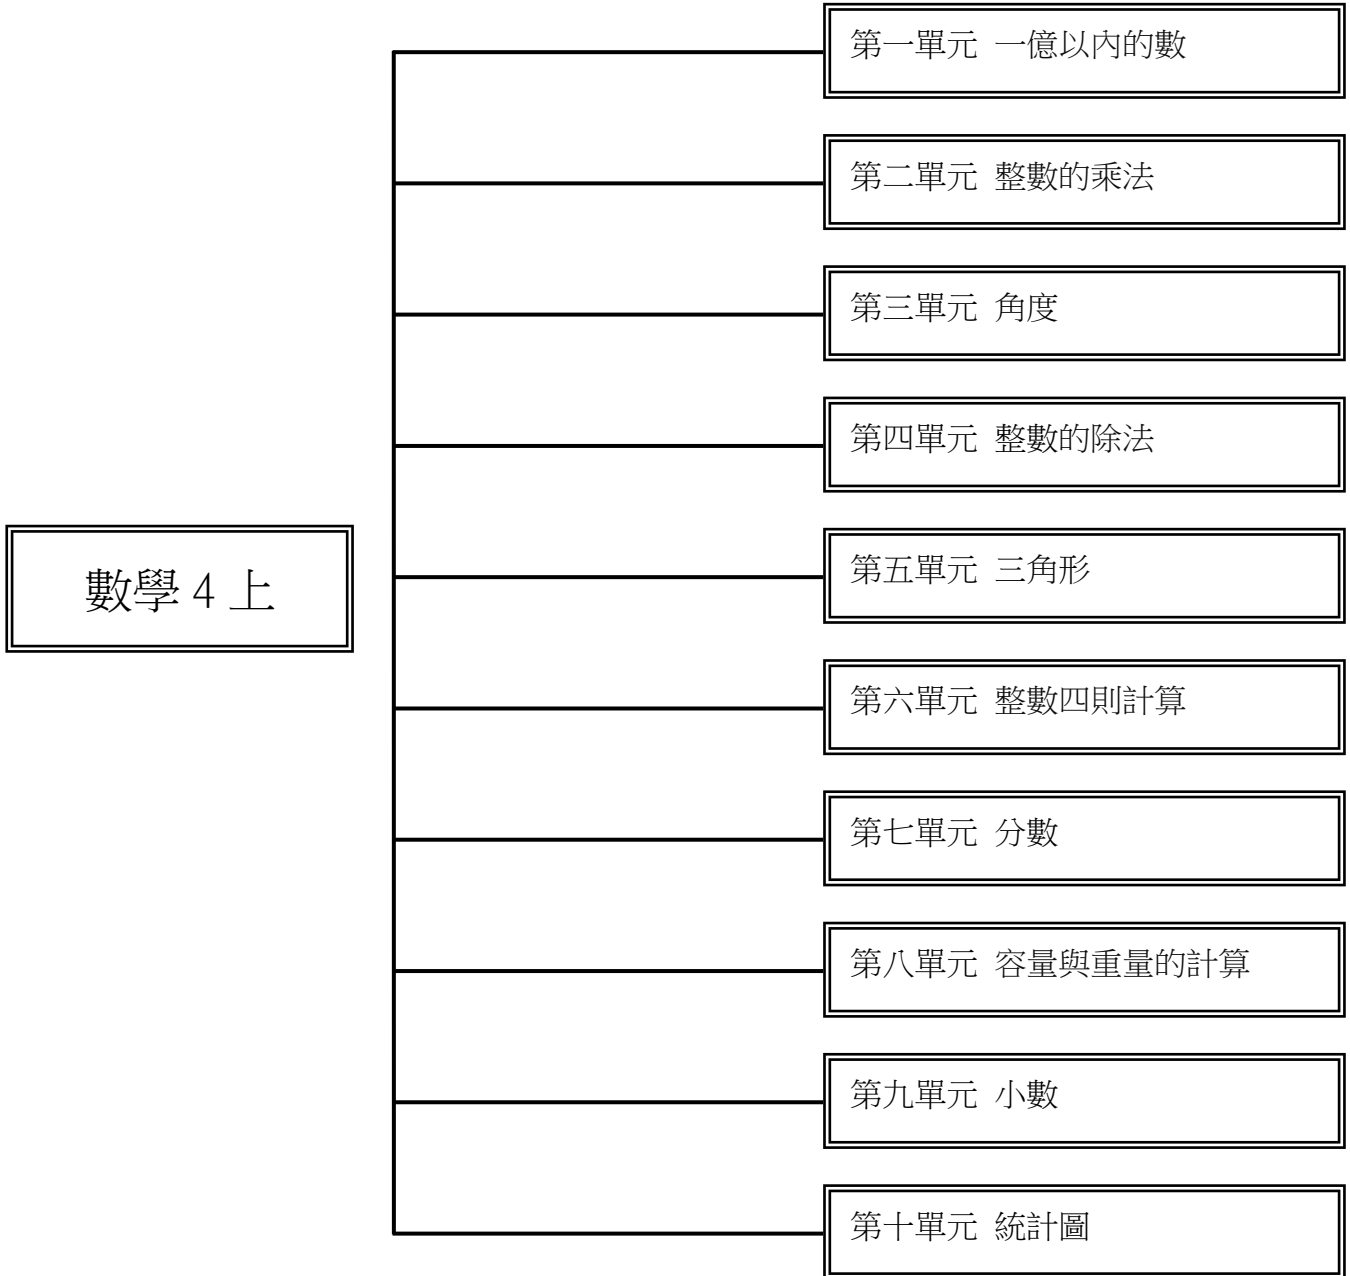 第一單元 一億以內的數
第二單元 整數的乘法
第三單元 角度
第四單元 整數的除法
第五單元 三角形
數學4上
第六單元 整數四則計算
第七單元 分數
第八單元 容量與重量的計算
第九單元 小數
第十單元 統計圖